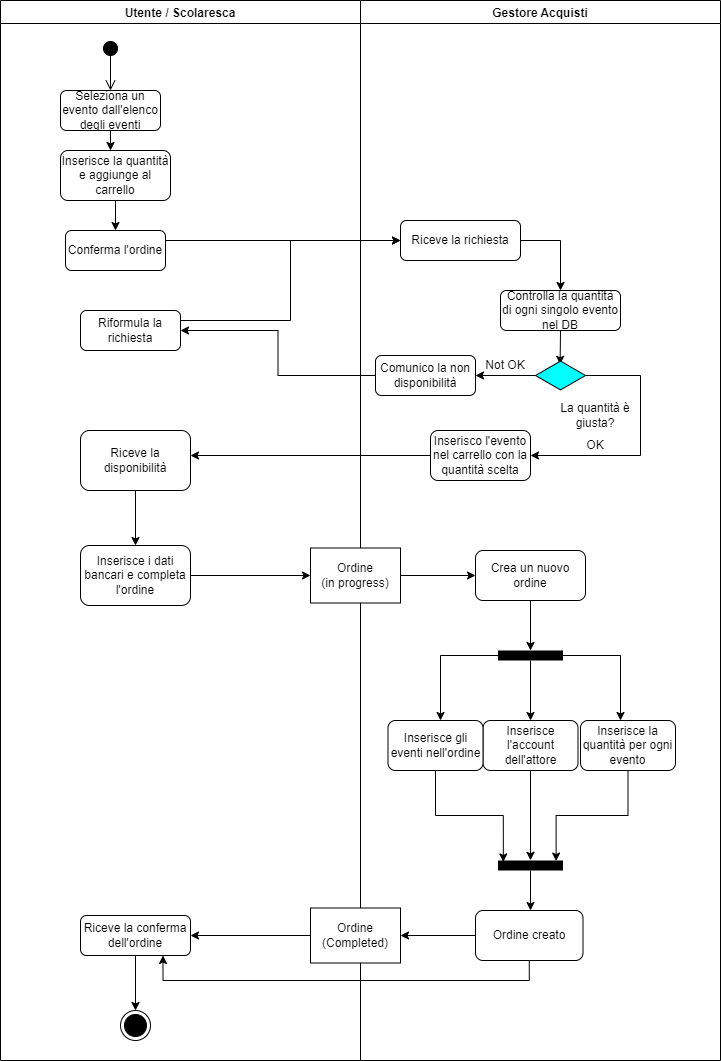 Utente / Scolaresca
Gestore Acquisti
Seleziona un
evento dall'elenco
degli eventi
Inserisce la quantità
e aggiunge al
carrello
Conferma l'ordine
Riceve la richiesta
Controlla la quantità
di ogni singolo evento
nel DB
Riformula la
richiesta
Comunico la non
disponibilità
Not OK
La quantità è
giusta?
OK
Inserisco l'evento
nel carrello con la
quantità scelta
Riceve la
disponibilità
Inserisce i dati
bancari e completa
l'ordine
Ordine
(in progress)
Crea un nuovo
ordine
Inserisce gli
eventi nell'ordine
Inserisce
l'account
dell'attore
Inserisce la
quantità per ogni
evento
Riceve la conferma
dell'ordine
Ordine
(Completed)
Ordine creato